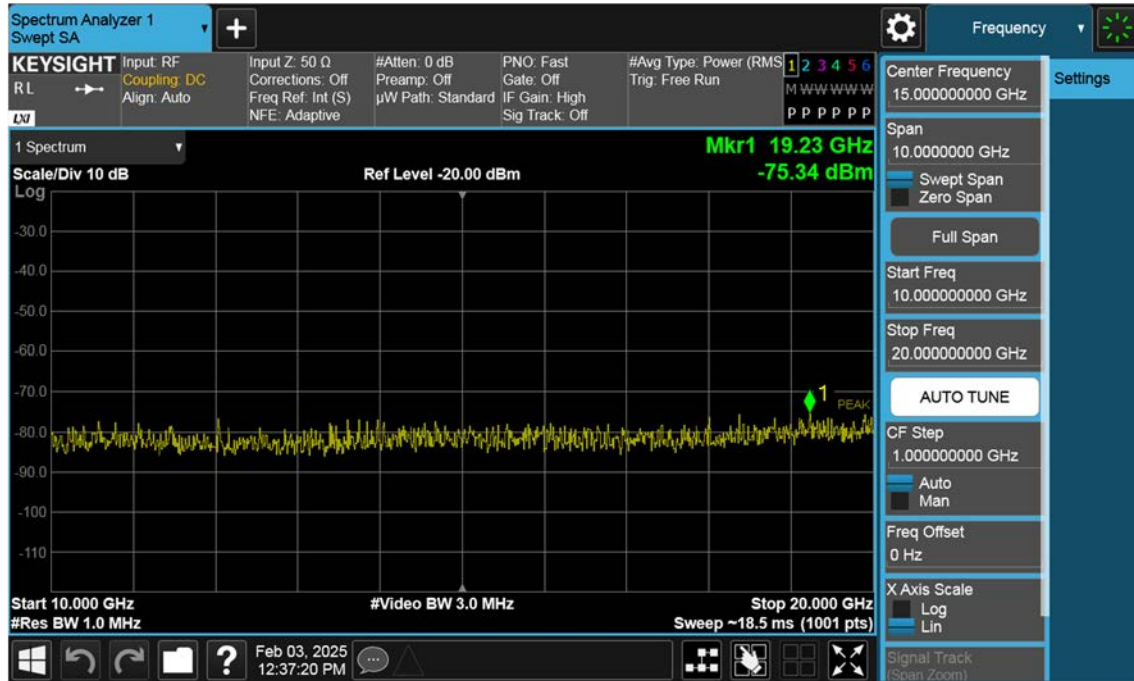 Spectrum Analyzer 1
Swept SA
+
Frequency
KEYSIGHT
RL
LXI
Input: RF
Coupling: DC
Align: Auto
Input Z: 50 Ω
Corrections: Off
Freq Ref: Int (S)
NFE: Adaptive
#Atten: 0 dB
Preamp: Off
µW Path: Standard
PNO: Fast
Gate: Off
IF Gain: High
Sig Track: Off
#Avg Type: Power (RMS
Trig: Free Run
1 2 3 4 5 6
M W W W W W
P P P P P P
1 Spectrum
Mkr1 19.23 GHz
-75.34 dBm
Scale/Div 10 dB
Ref Level -20.00 dBm
Log
-30.0
-40.0
-50.0
-60.0
-70.0
-80.0
-90.0
-100
-110
1
PEAK
Start 10.000 GHz
#Video BW 3.0 MHz
Stop 20.000 GHz
#Res BW 1.0 MHz
Sweep ~18.5 ms (1001 pts)
Center Frequency
15.000000000 GHz
Settings
Span
10.0000000 GHz
Swept Span
Zero Span
Full Span
Start Freq
10.000000000 GHz
Stop Freq
20.000000000 GHz
AUTO TUNE
CF Step
1.000000000 GHz
Auto
Man
Freq Offset
0 Hz
X Axis Scale
Log
Lin
Signal Track
(Span Zoom)
?
Feb 03, 2025
12:37:20 PM